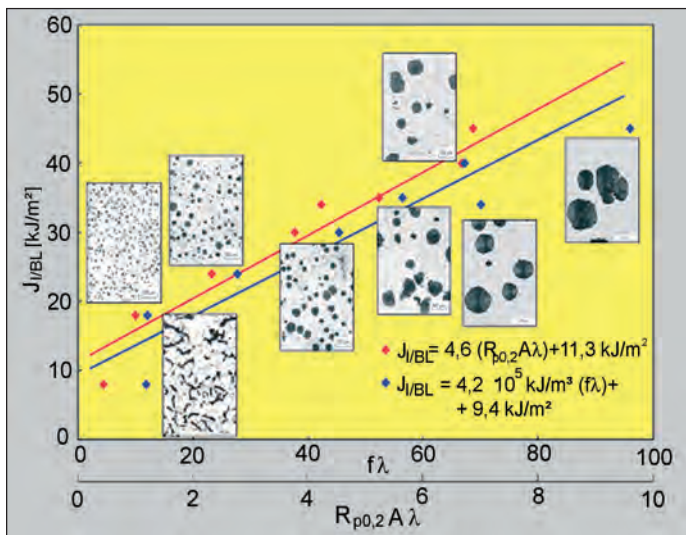 60
50
40
30
20
10
0
J_I/BL [kJ/m²]
J_I/BL = 4,6 (R_p0,2 Aλ)+11,3 kJ/m²
J_I/BL = 4,2 10⁵ kJ/m³ (fλ)+
+ 9,4 kJ/m²
0 20 40 60 80 100
f λ
0 2 4 6 8 10
R_p0,2 A λ